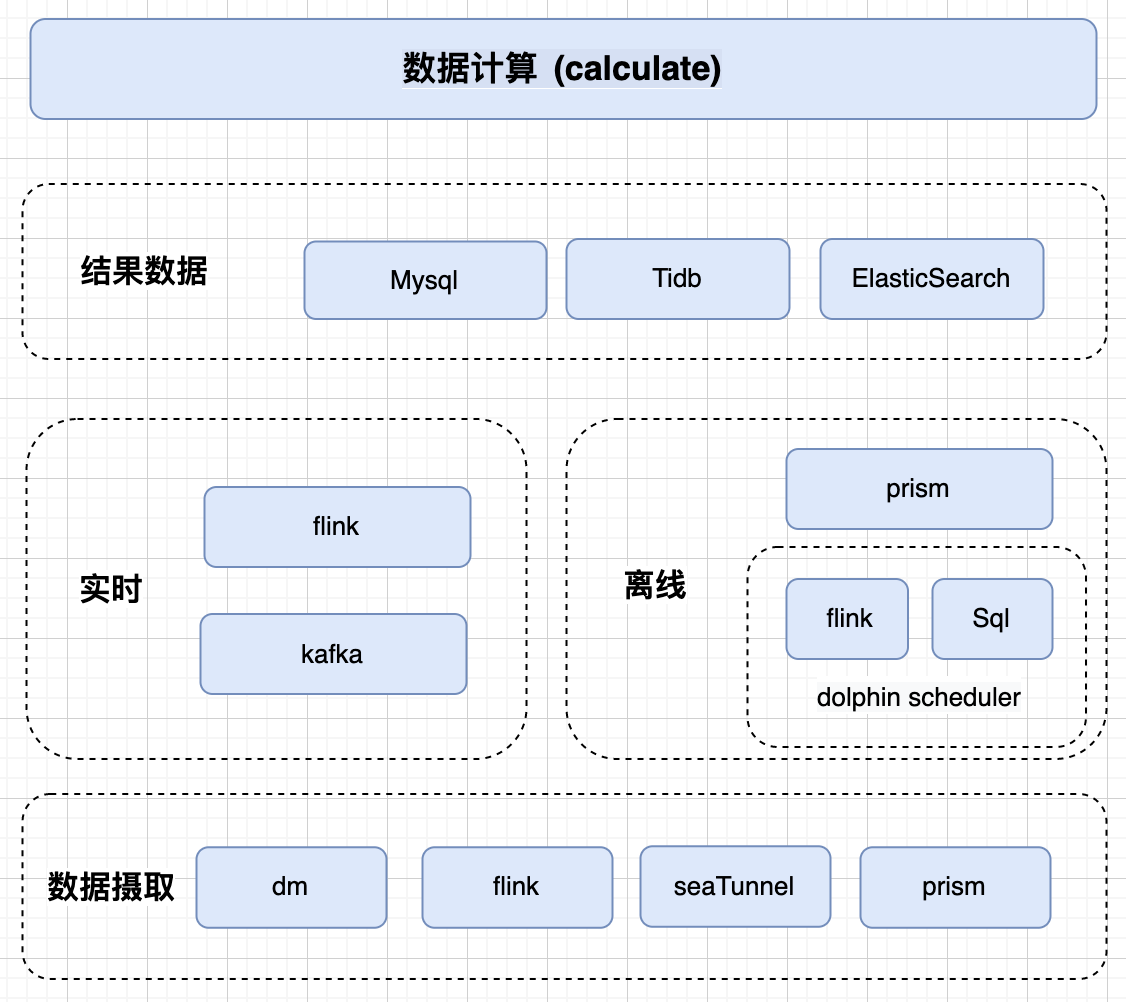 数据计算 (calculate)
结果数据
Mysql
Tidb
ElasticSearch
实时
flink
kafka
离线
prism
flink
Sql
dolphin scheduler
数据摄取
dm
flink
seaTunnel
prism